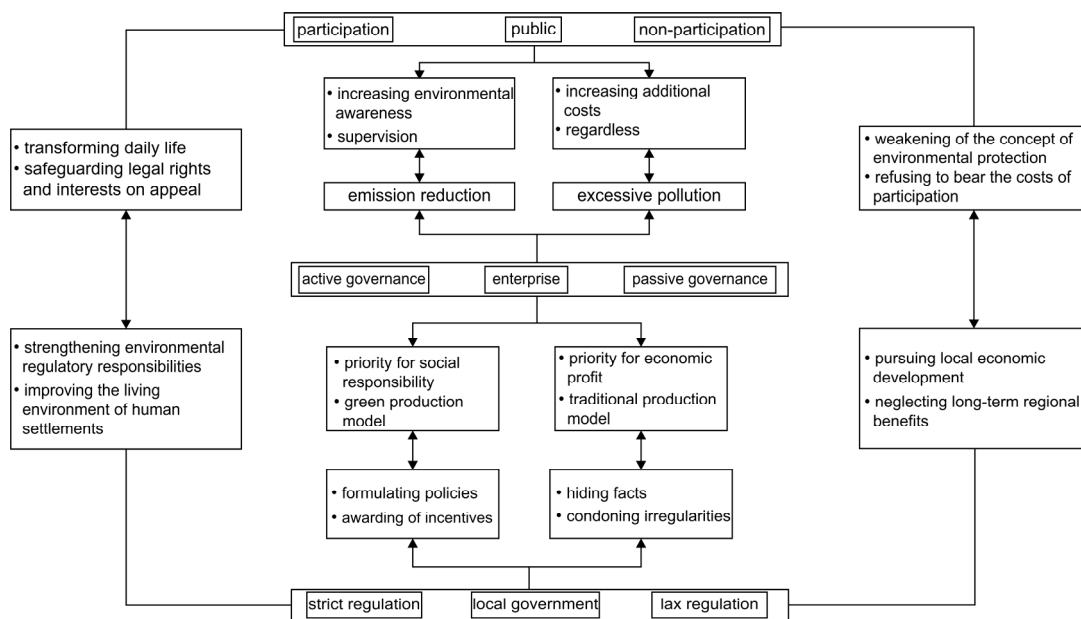 participation
public
non-participation
• increasing environmental
awareness
• supervision
• increasing additional
costs
• regardless
• transforming daily life
• safeguarding legal rights
and interests on appeal
• weakening of the concept of
environmental protection
• refusing to bear the costs of
participation
emission reduction
excessive pollution
active governance
enterprise
passive governance
• strengthening environmental
regulatory responsibilities
• improving the living
environment of human
settlements
• priority for social
responsibility
• green production
model
• priority for economic
profit
• traditional production
model
• pursuing local economic
development
• neglecting long-term regional
benefits
• formulating policies
• awarding of incentives
• hiding facts
• condoning irregularities
strict regulation
local government
lax regulation